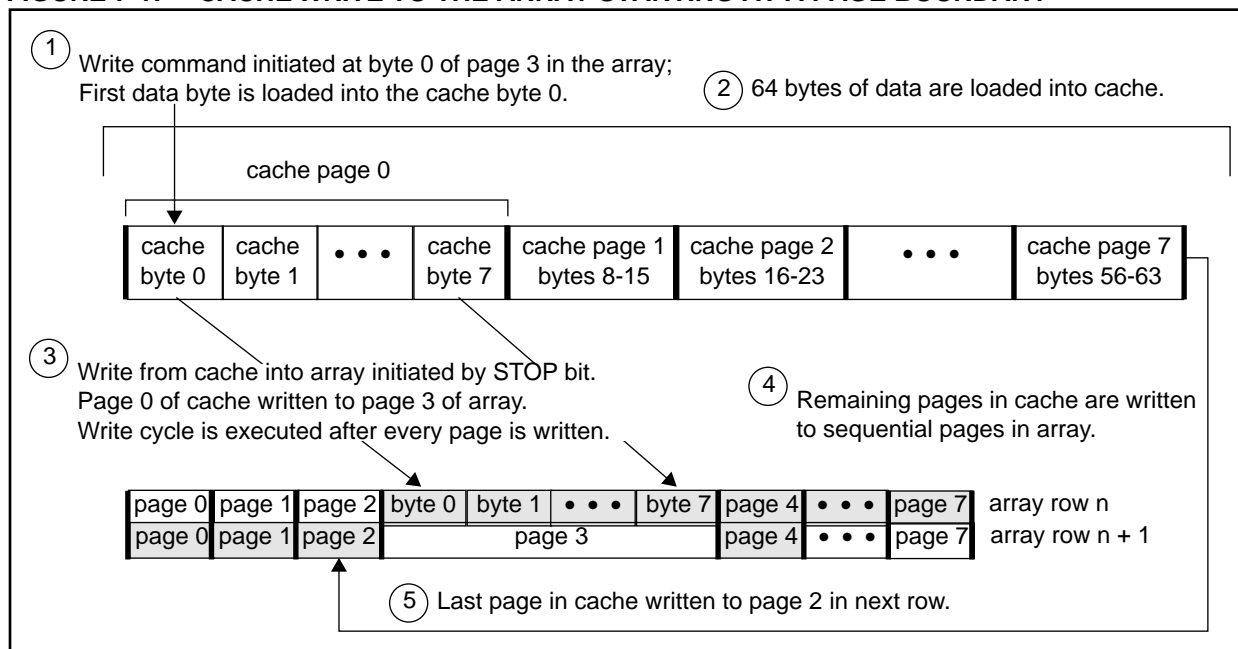 1
Write command initiated at byte 0 of page 3 in the array;
First data byte is loaded into the cache byte 0.
2 64 bytes of data are loaded into cache.
cache page 0
cache byte 0 cache byte 1 • • • cache byte 7 cache page 1 bytes 8-15 cache page 2 bytes 16-23 • • • cache page 7 bytes 56-63
3
Write from cache into array initiated by STOP bit.
Page 0 of cache written to page 3 of array.
Write cycle is executed after every page is written.
4
Remaining pages in cache are written
to sequential pages in array.
page 0 page 1 page 2 byte 0 byte 1 • • • byte 7 page 4 • • • page 7 array row n
page 0 page 1 page 2 page 3 page 4 • • • page 7 array row n + 1
5 Last page in cache written to page 2 in next row.